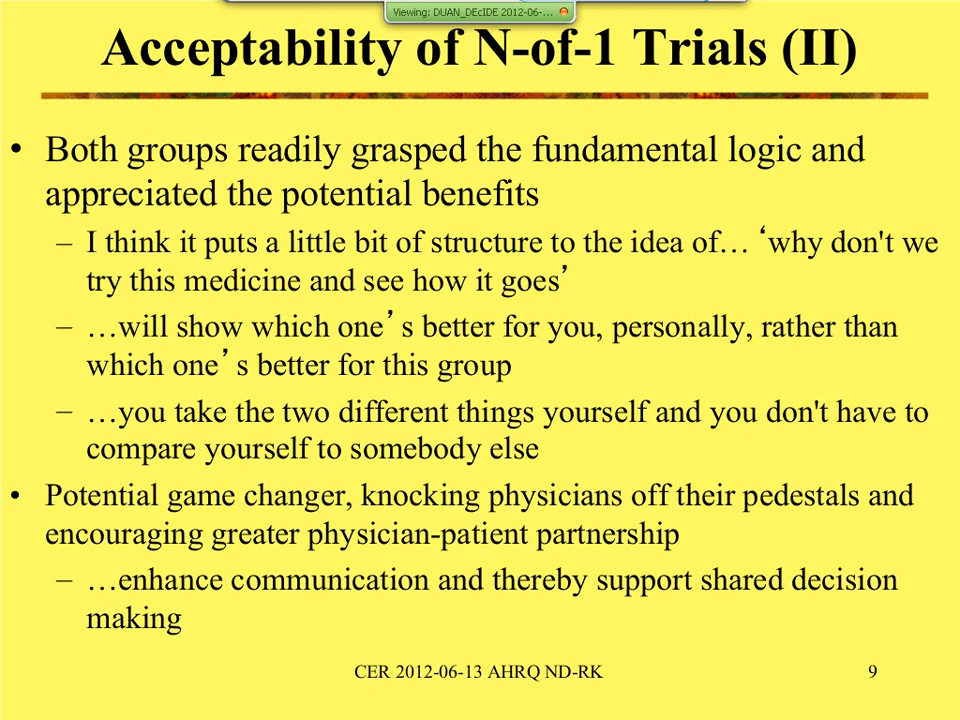 Viewing: DUAN_DEcIDE 2012-06-...
Acceptability of N-of-1 Trials (II)
• Both groups readily grasped the fundamental logic and
appreciated the potential benefits
– I think it puts a little bit of structure to the idea of… ‘why don't we
try this medicine and see how it goes’
– …will show which one’s better for you, personally, rather than
which one’s better for this group
– …you take the two different things yourself and you don't have to
compare yourself to somebody else
• Potential game changer, knocking physicians off their pedestals and
encouraging greater physician-patient partnership
– …enhance communication and thereby support shared decision
making
CER 2012-06-13 AHRQ ND-RK 9